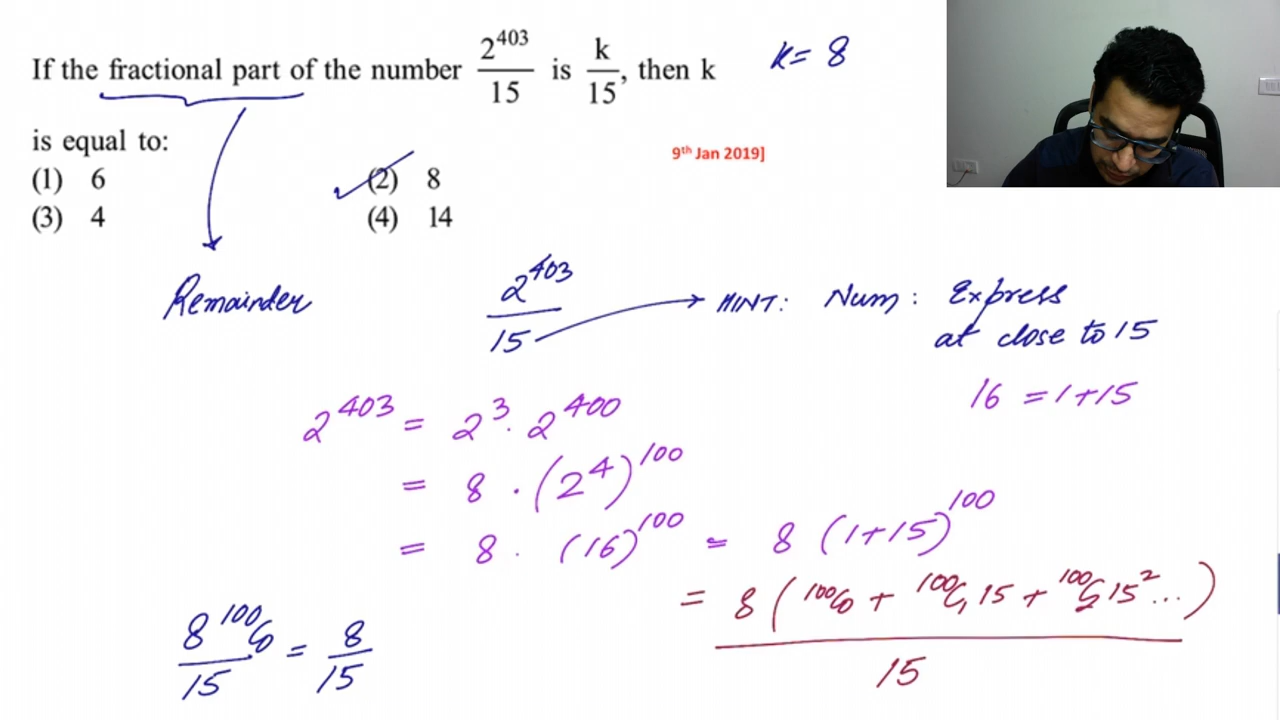 If the fractional part of the number 2^403/15 is k/15, then k
k = 8
is equal to:
9th Jan 2019]
(1) 6 (2) 8
(3) 4 (4) 14
Remainder
2^403/15
HINT: Num: Express
at close to 15
16 = 1+15
2^403 = 2^3 . 2^400
= 8 . (2^4)^100
= 8 . (16)^100 = 8 (1+15)^100
= 8 (100C0 + 100C1 15 + 100C2 15^2 ...)/15
8 100C0/15 = 8/15